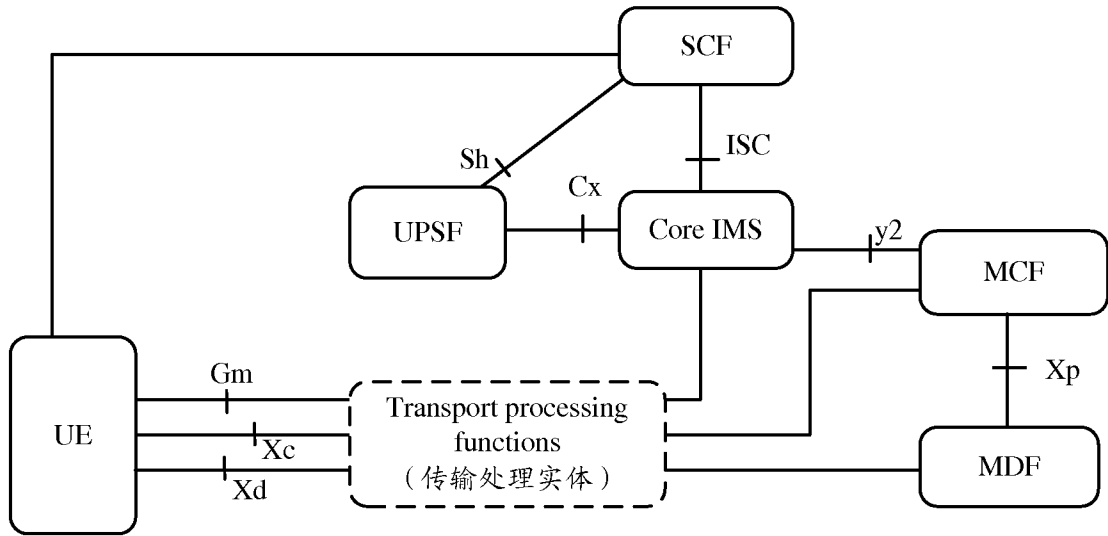 SCF
Sh
ISC
Cx
UPSF
Core IMS
y2
MCF
Gm
Xp
Transport processing
functions
（传输处理实体）
UE
Xc
Xd
MDF